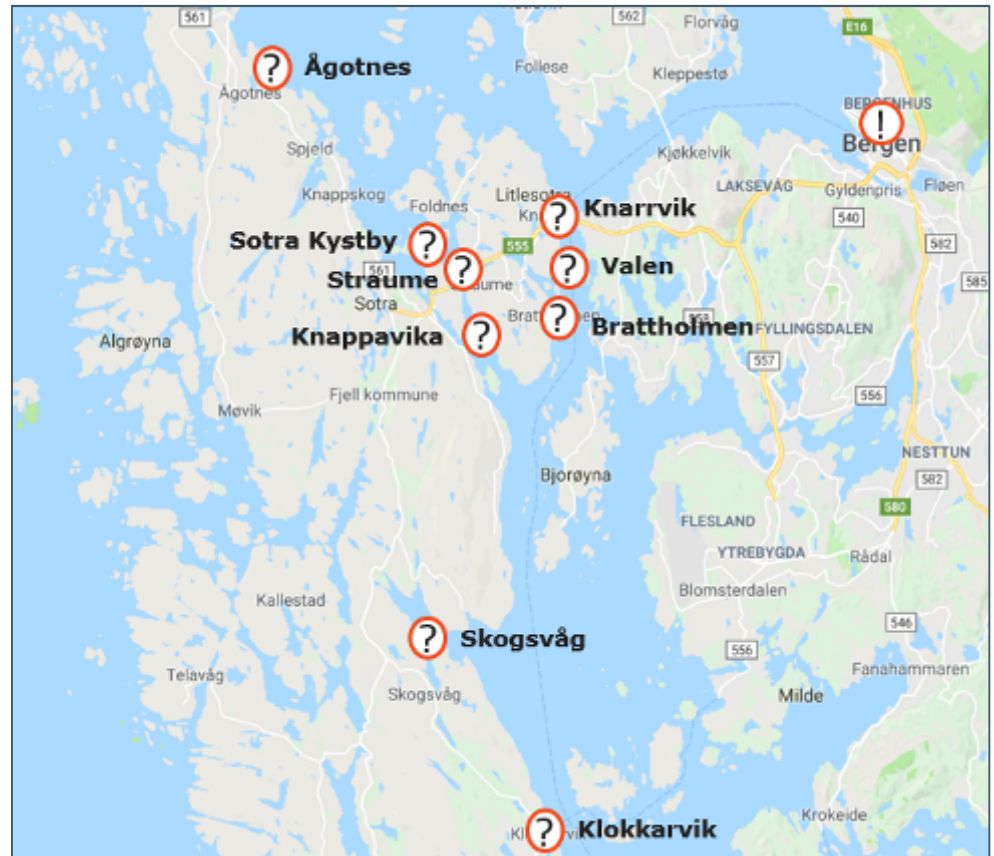 561
562
Florvåg
E16
?
Ågotnes
Follese
Kleppestø
Ågotnes
BERGENHUS
!
Bergen
Spjeld
Kjøkkelvik
Knappskog
Foldnes
Litlesotra
LAKSEVÅG
Gyldenpris
Fløen
?
Knarrvik
540
Sotra Kystby
?
555
582
561
Straume
?
?
Valen
585
Sotra
Knappavika
?
?
Brattholmen
558
FYLLINGSDALEN
Algrøyna
557
Fjell kommune
556
Møvik
NESTTUN
Bjorøyna
582
580
FLESLAND
YTREBYGDA
Rådal
Kallestad
Blomsterdalen
546
?
Skogsvåg
556
Telavåg
Fanahammaren
Skogsvåg
Milde
Krokeide
?
Klokkarvik